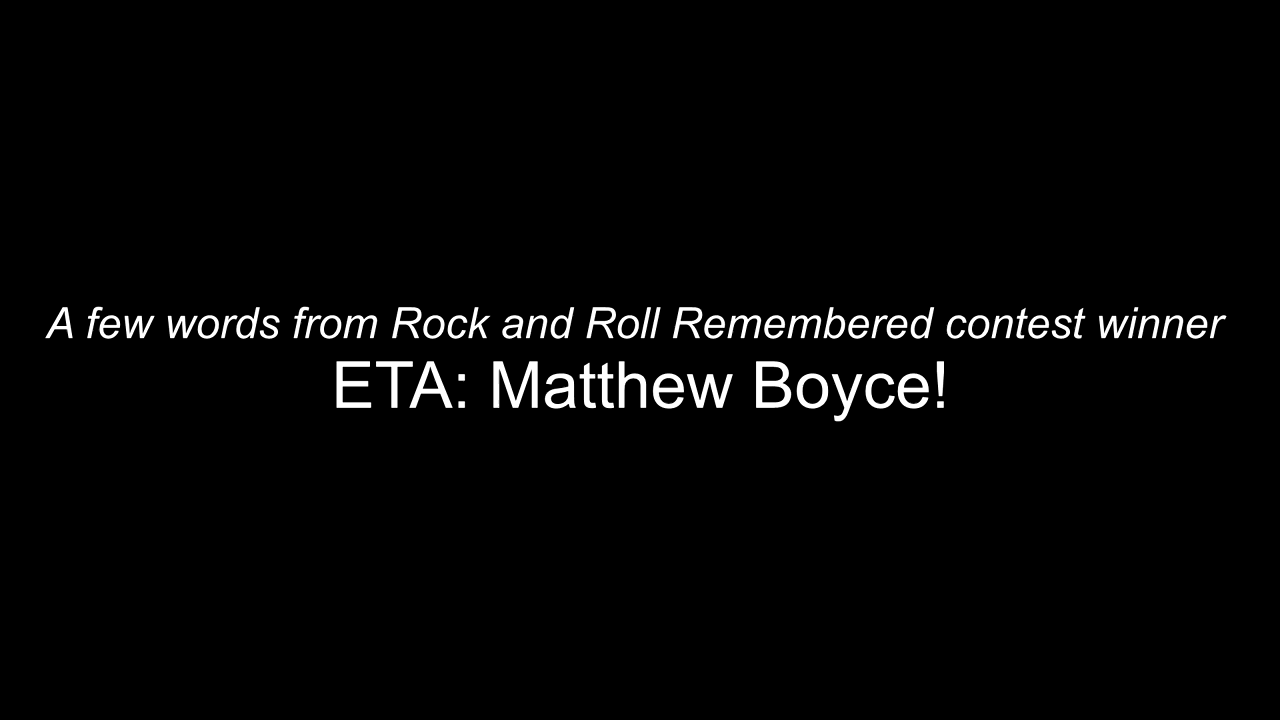 A few words from Rock and Roll Remembered contest winner
ETA: Matthew Boyce!